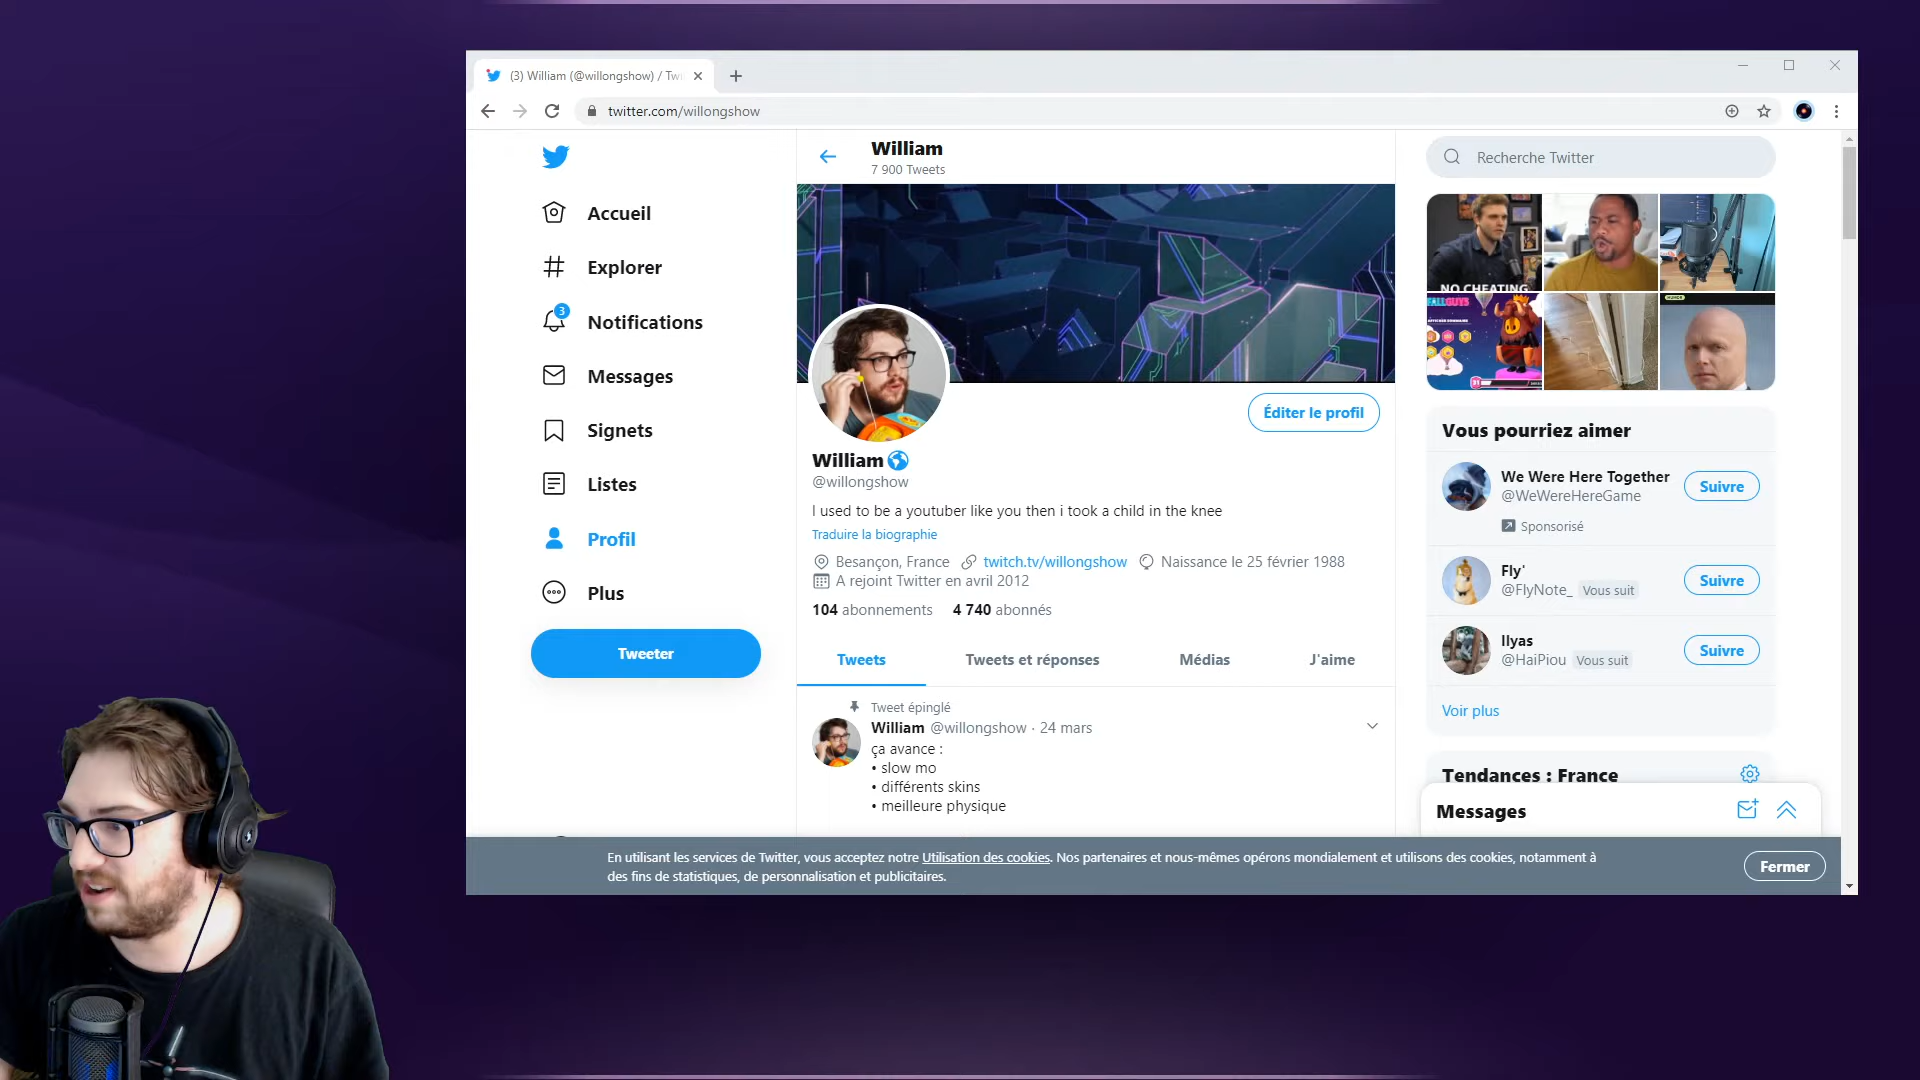 (3) William (@willongshow) / Twi
twitter.com/willongshow
Accueil
Explorer
3
Notifications
Messages
Signets
Listes
Profil
Plus
Tweeter
William
7 900 Tweets
Éditer le profil
William
@willongshow
I used to be a youtuber like you then i took a child in the knee
Traduire la biographie
Besançon, France twitch.tv/willongshow Naissance le 25 février 1988
A rejoint Twitter en avril 2012
104 abonnements 4 740 abonnés
Tweets Tweets et réponses Médias J'aime
Tweet épinglé
William @willongshow · 24 mars
ça avance :
• slow mo
• différents skins
• meilleure physique
Recherche Twitter
NO CHEATING
FALLGUYS
HUMOR
Vous pourriez aimer
We Were Here Together
@WeWereHereGame
Suivre
Sponsorisé
Fly'
@FlyNote_ Vous suit
Suivre
Ilyas
@HaiPiou Vous suit
Suivre
Voir plus
Tendances : France
Messages
En utilisant les services de Twitter, vous acceptez notre Utilisation des cookies. Nos partenaires et nous-mêmes opérons mondialement et utilisons des cookies, notamment à
des fins de statistiques, de personnalisation et publicitaires.
Fermer